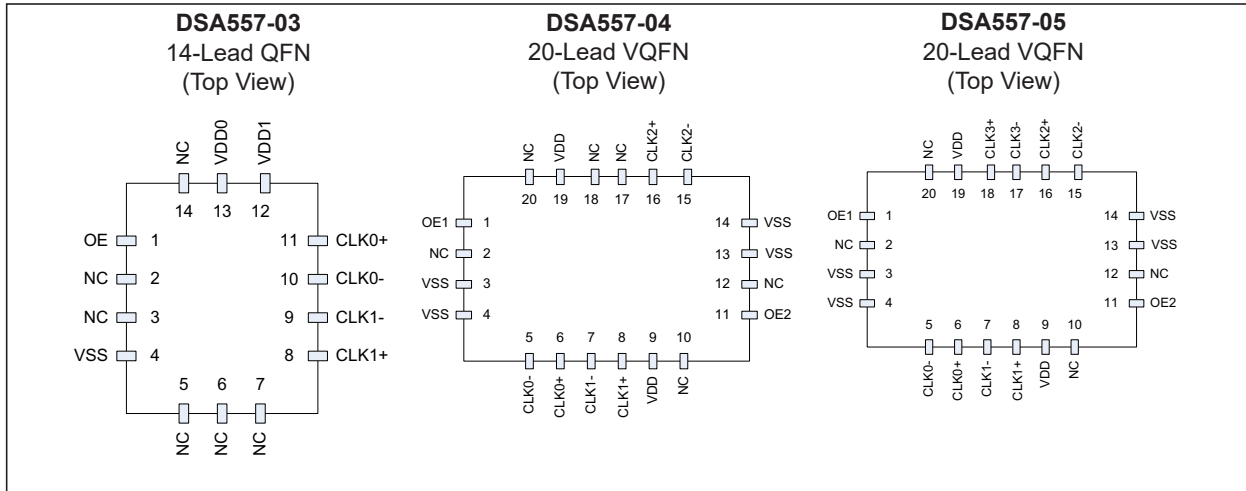 DSA557-03
14-Lead QFN
(Top View)
NC
VDD0
VDD1
14 13 12
OE 1
NC 2
NC 3
VSS 4
11 CLK0+
10 CLK0-
9 CLK1-
8 CLK1+
5 6 7
NC
NC
NC
DSA557-04
20-Lead VQFN
(Top View)
NC
VDD
NC
NC
CLK2+
CLK2-
20 19 18 17 16 15
OE1 1
NC 2
VSS 3
VSS 4
14 VSS
13 VSS
12 NC
11 OE2
5 6 7 8 9 10
CLK0-
CLK0+
CLK1-
CLK1+
VDD
NC
DSA557-05
20-Lead VQFN
(Top View)
NC
VDD
CLK3+
CLK3-
CLK2+
CLK2-
20 19 18 17 16 15
OE1 1
NC 2
VSS 3
VSS 4
14 VSS
13 VSS
12 NC
11 OE2
5 6 7 8 9 10
CLK0-
CLK0+
CLK1-
CLK1+
VDD
NC